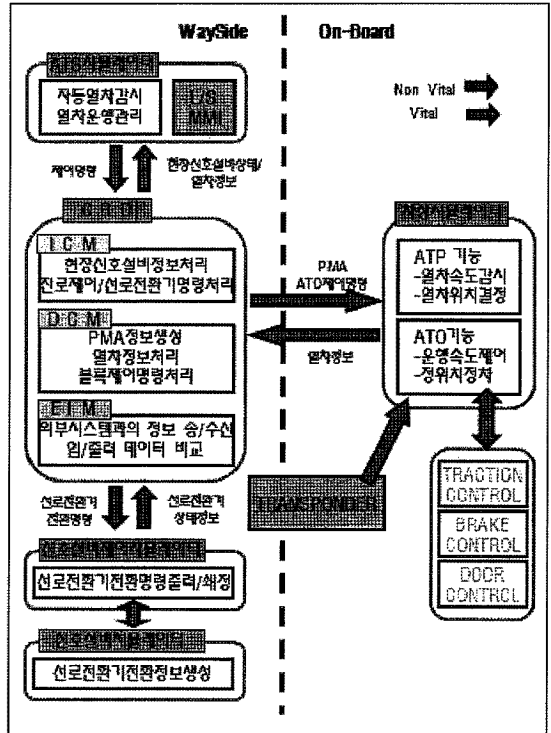 WaySide
On-Board
자동열차감시
열차운행관리
L/S
MMI
Non Vital
Vital
제어명령
현장신호설비상태/
열차정보
I C M
현장신호설비정보처리
진로제어/선로전환기명령처리
PMA
ATO제어명령
ATP 기능
-열차속도감시
-열차위치결정
D C M
PMA정보생성
열차정보처리
블록제어명령처리
열차정보
ATO기능
-운행속도제어
-정위치정차
E I M
외부시스템과의 정보 송/수신
입/출력 데이터 비교
선로전환기
전환명령
선로전환기
상태정보
TRANSPONDER
TRACTION
CONTROL
BRAKE
CONTROL
DOOR
CONTROL
선로전환기전환명령출력/쇄정
선로전환기전환정보생성